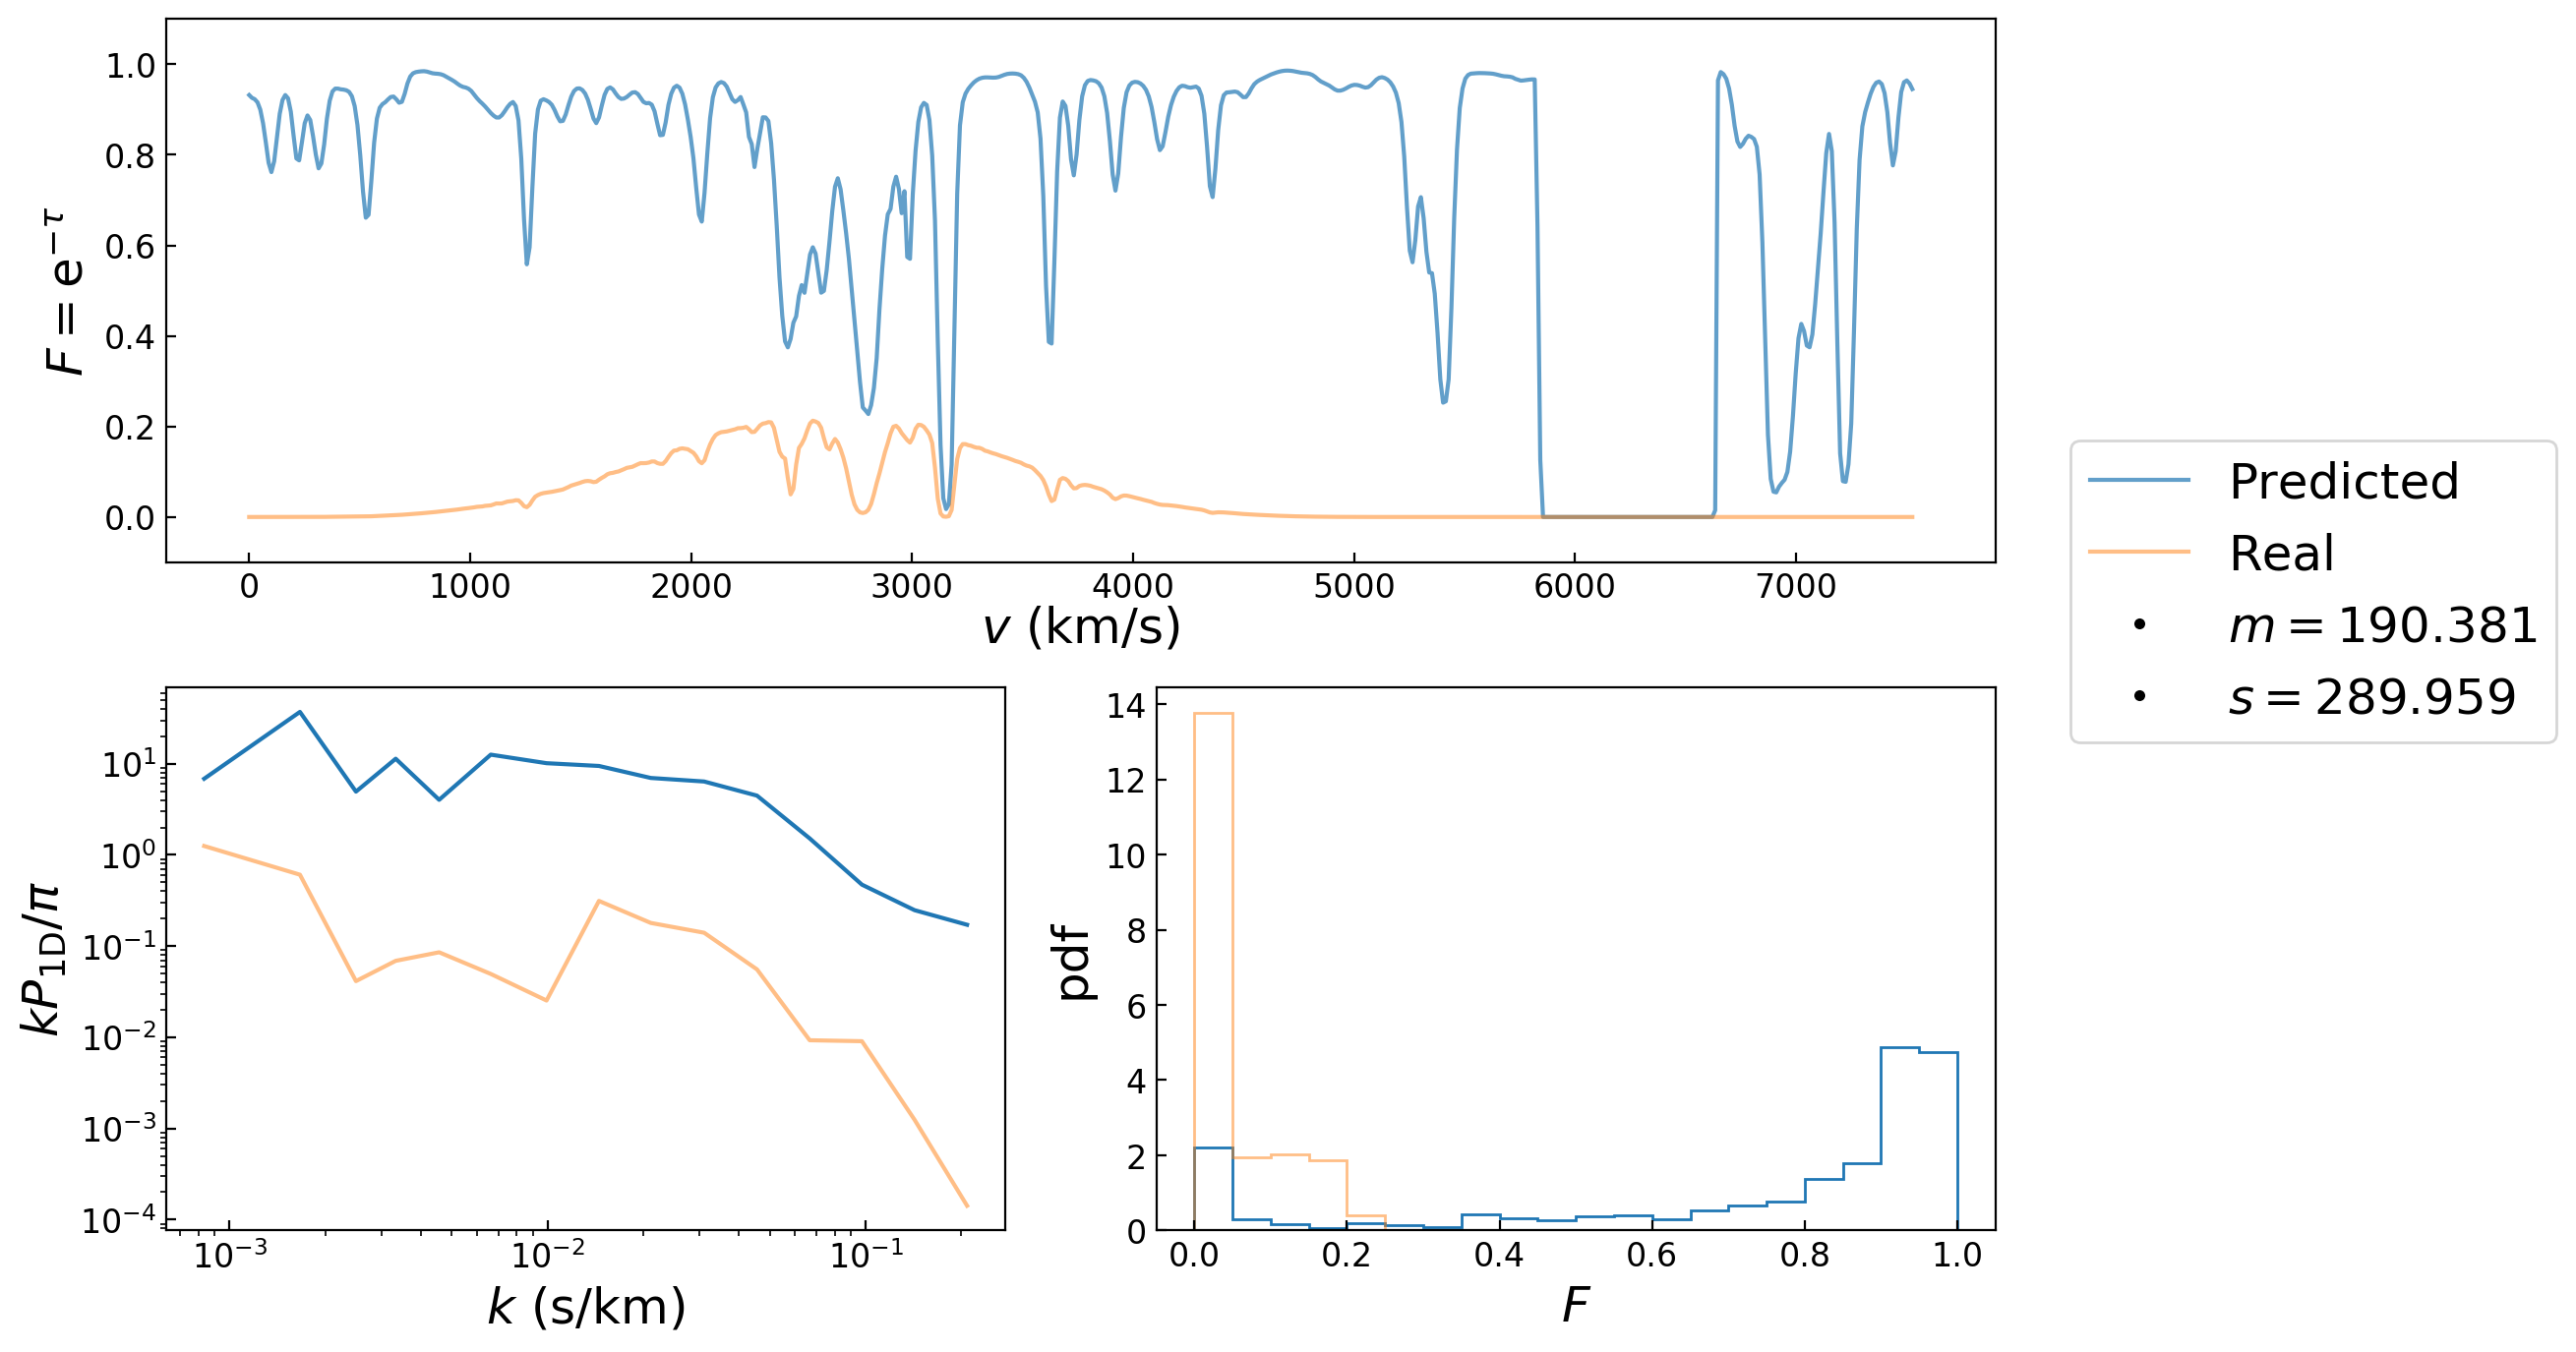 1.0
0.8
0.6
0.4
0.2
0.0
F = e^{−τ}
0 1000 2000 3000 4000 5000 6000 7000
v (km/s)
Predicted
Real
m = 190.381
s = 289.959
10^1
10^0
10^{−1}
10^{−2}
10^{−3}
10^{−4}
kP_{1D}/π
10^{−3} 10^{−2} 10^{−1}
k (s/km)
14
12
10
8
6
4
2
0
pdf
0.0 0.2 0.4 0.6 0.8 1.0
F